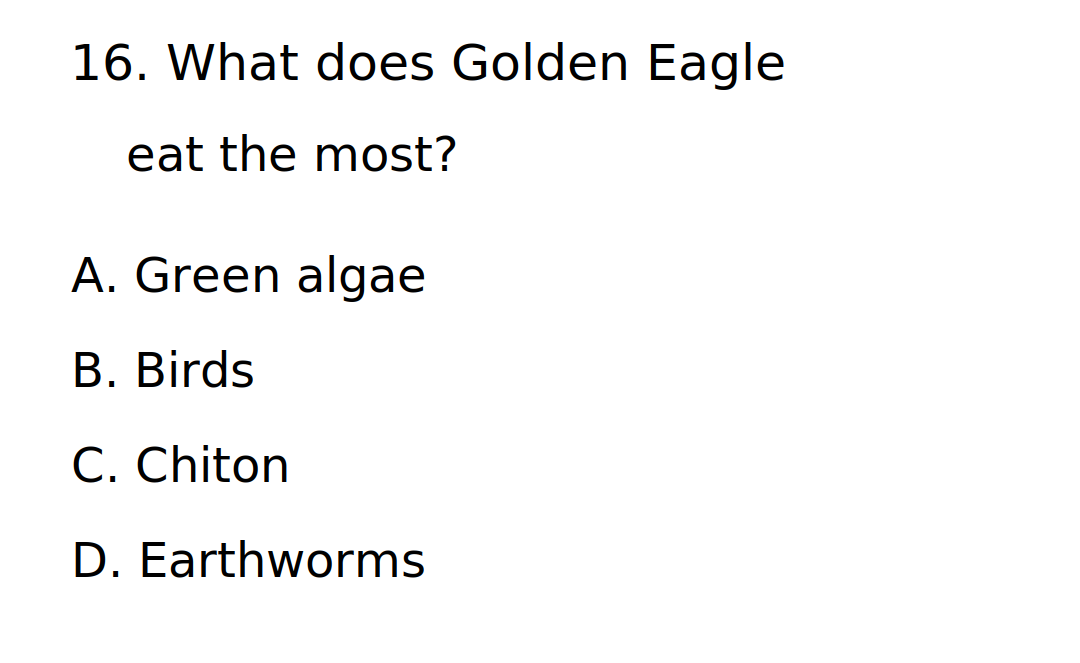 16. What does Golden Eagle
eat the most?
A. Green algae
B. Birds
C. Chiton
D. Earthworms